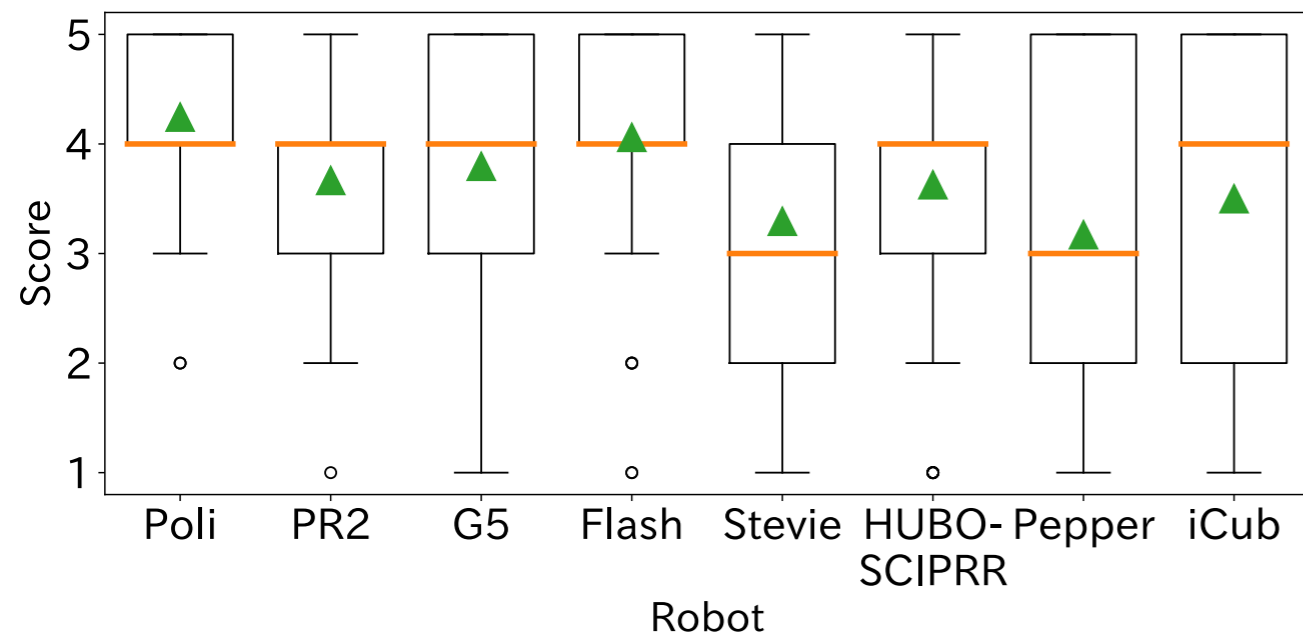 Score
5
4
3
2
1
Poli PR2 G5 Flash Stevie HUBO- Pepper iCub
SCIPRR
Robot